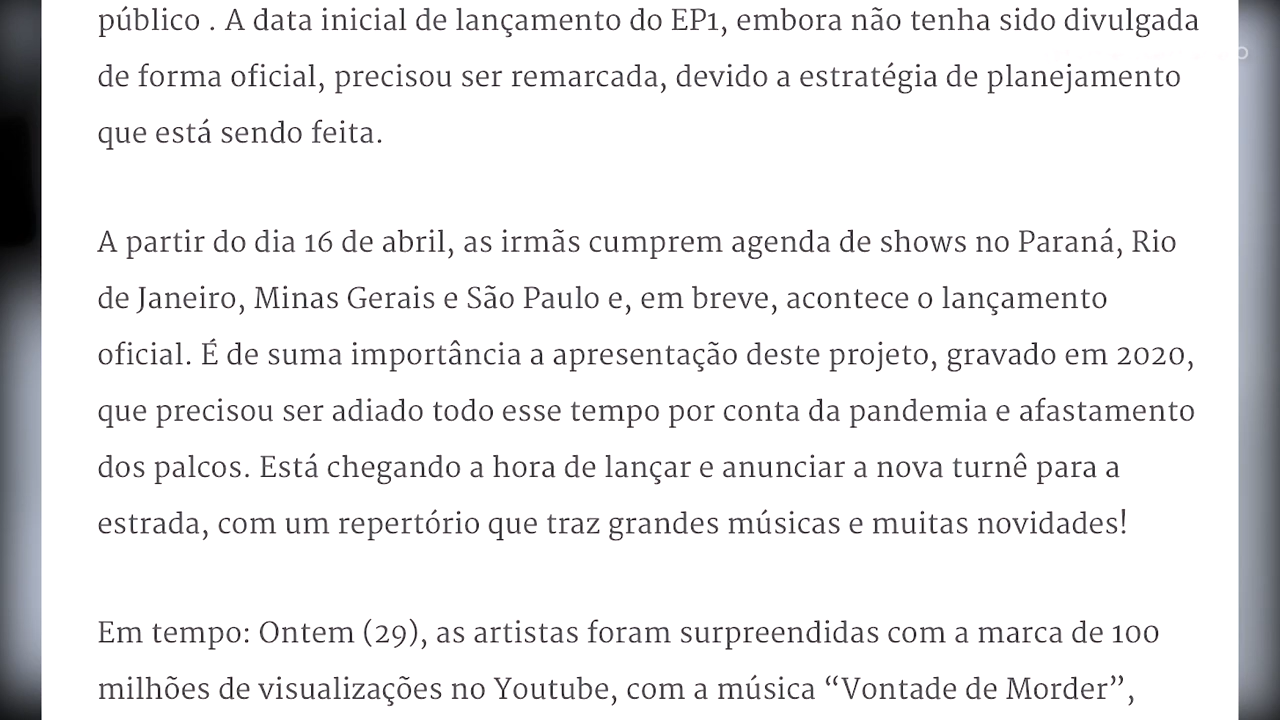 público . A data inicial de lançamento do EP1, embora não tenha sido divulgada
de forma oficial, precisou ser remarcada, devido a estratégia de planejamento
que está sendo feita.
A partir do dia 16 de abril, as irmãs cumprem agenda de shows no Paraná, Rio
de Janeiro, Minas Gerais e São Paulo e, em breve, acontece o lançamento
oficial. É de suma importância a apresentação deste projeto, gravado em 2020,
que precisou ser adiado todo esse tempo por conta da pandemia e afastamento
dos palcos. Está chegando a hora de lançar e anunciar a nova turnê para a
estrada, com um repertório que traz grandes músicas e muitas novidades!
Em tempo: Ontem (29), as artistas foram surpreendidas com a marca de 100
milhões de visualizações no Youtube, com a música “Vontade de Morder”,